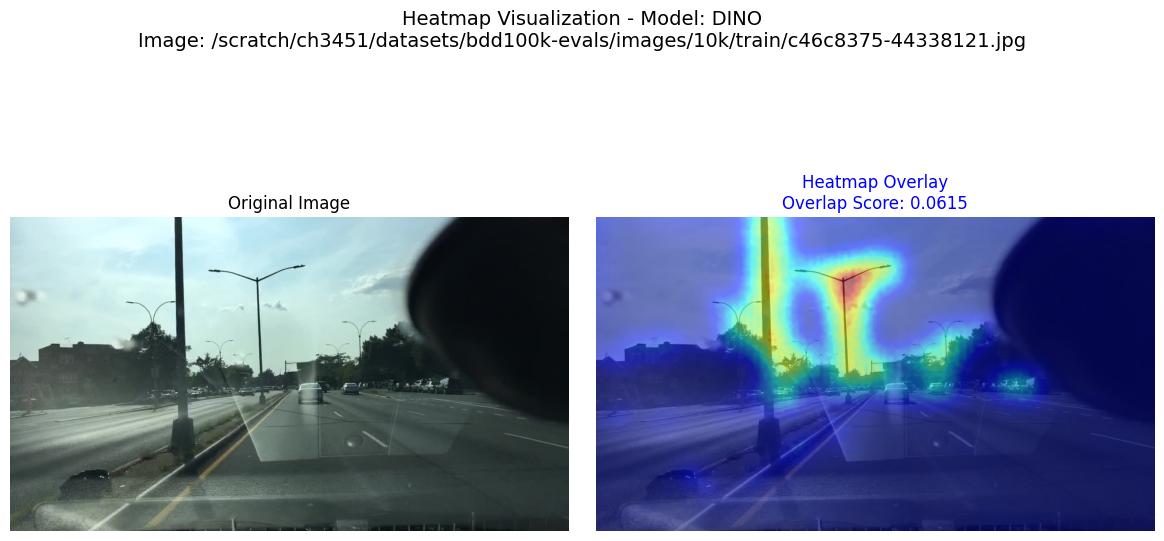 Heatmap Visualization - Model: DINO
Image: /scratch/ch3451/datasets/bdd100k-evals/images/10k/train/c46c8375-44338121.jpg
Original Image
Heatmap Overlay
Overlap Score: 0.0615